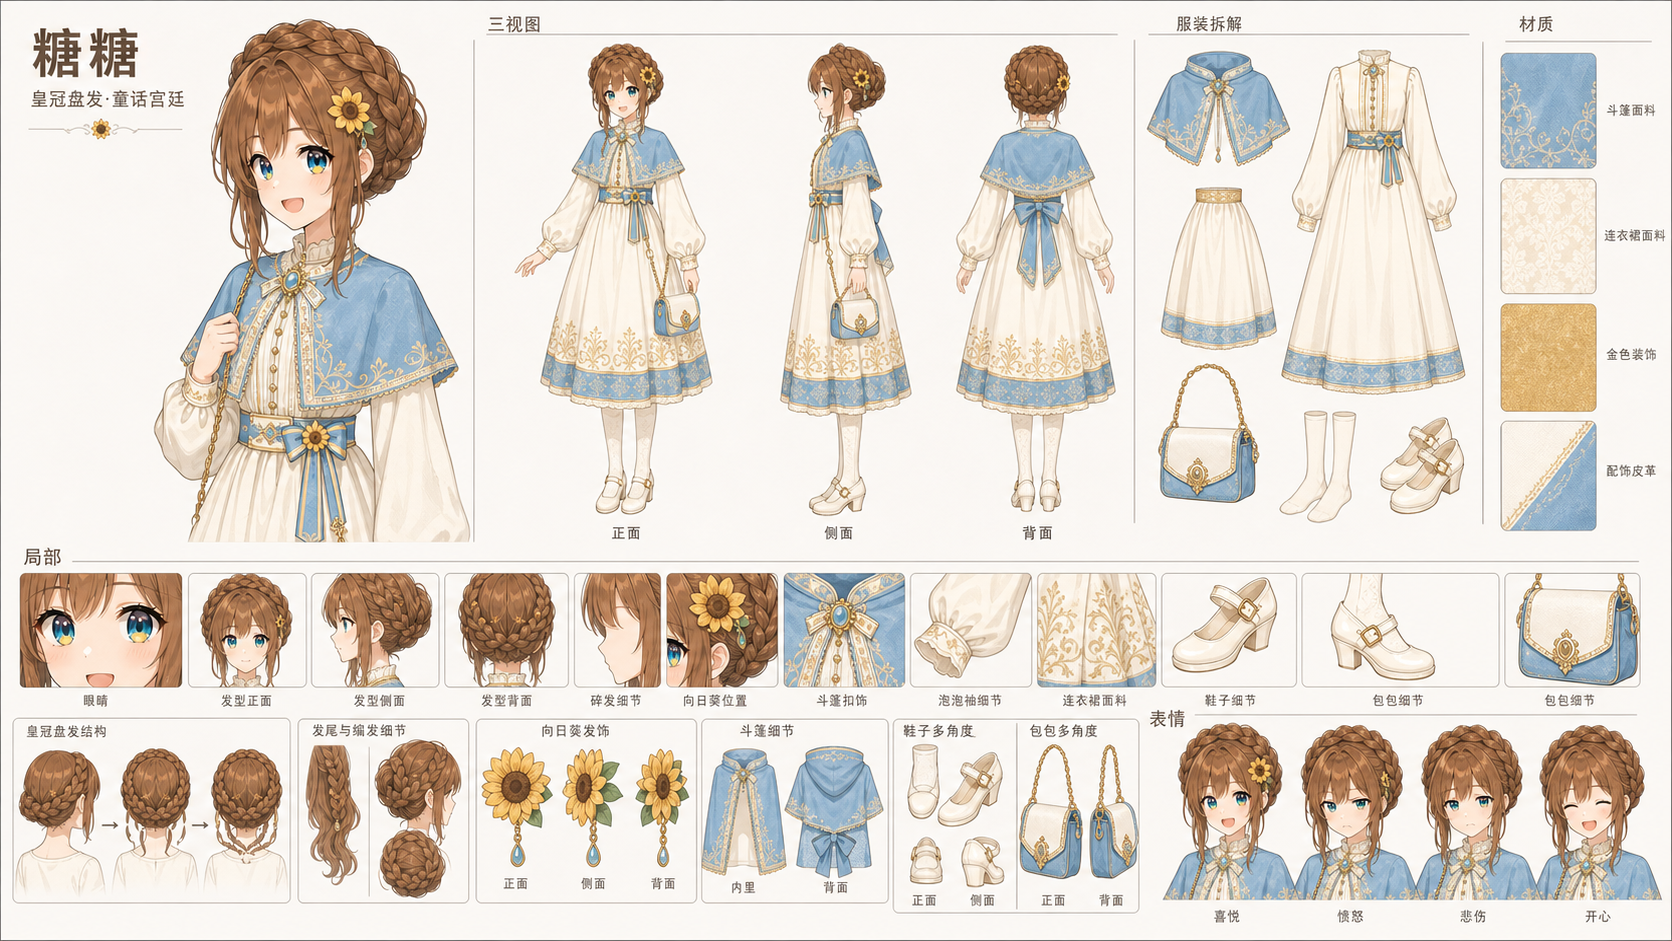 糖糖
皇冠盘发·童话宫廷
三视图
正面
侧面
背面
服装拆解
材质
斗篷面料
连衣裙面料
金色装饰
配饰皮革
局部
眼睛
发型正面
发型侧面
发型背面
碎发细节
向日葵位置
斗篷扣饰
泡泡袖细节
连衣裙面料
鞋子细节
包包细节
包包细节
皇冠盘发结构
发尾与编发细节
向日葵发饰
正面
侧面
背面
斗篷细节
内里
背面
鞋子多角度
正面
侧面
包包多角度
正面
背面
表情
喜悦
愤怒
悲伤
开心